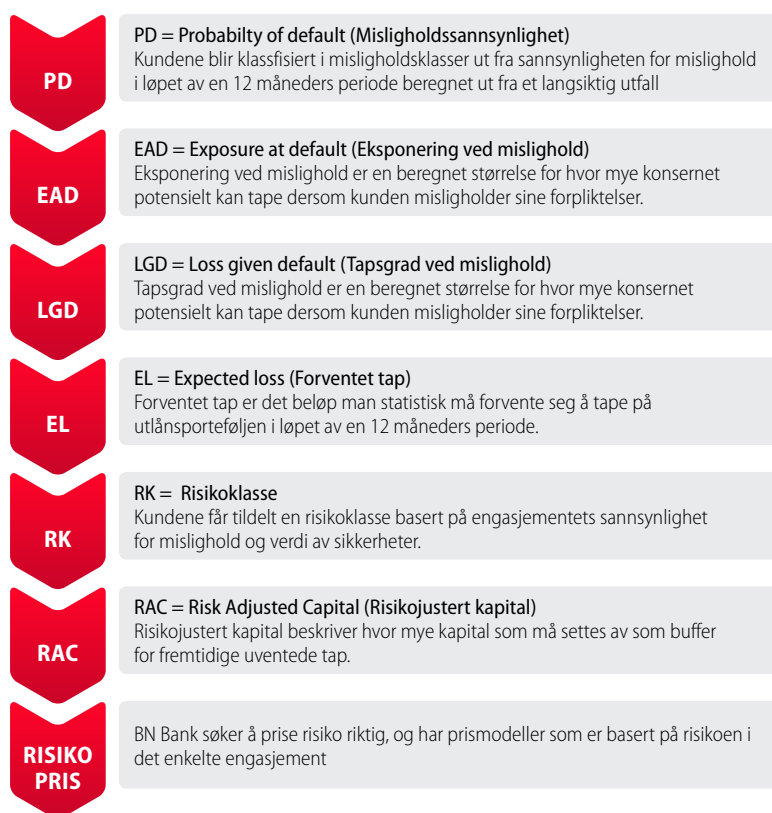 PD
PD = Probabilty of default (Misligholdssannsynlighet)
Kundene blir klassifisert i misligholdsklasser ut fra sannsynligheten for mislighold
i løpet av en 12 måneders periode beregnet ut fra et langsiktig utfall
EAD
EAD = Exposure at default (Eksponering ved mislighold)
Eksponering ved mislighold er en beregnet størrelse for hvor mye konsernet
potensielt kan tape dersom kunden misligholder sine forpliktelser.
LGD
LGD = Loss given default (Tapsgrad ved mislighold)
Tapsgrad ved mislighold er en beregnet størrelse for hvor mye konsernet
potensielt kan tape dersom kunden misligholder sine forpliktelser.
EL
EL = Expected loss (Forventet tap)
Forventet tap er det beløp man statistisk må forvente seg å tape på
utlånsporteføljen i løpet av en 12 måneders periode.
RK
RK = Risikoklasse
Kundene får tildelt en risikoklasse basert på engasjementets sannsynlighet
for mislighold og verdi av sikkerheter.
RAC
RAC = Risk Adjusted Capital (Risikojustert kapital)
Risikojustert kapital beskriver hvor mye kapital som må settes av som buffer
for fremtidige uventede tap.
RISIKO
PRIS
BN Bank søker å prise risiko riktig, og har prismodeller som er basert på risikoen i
det enkelte engasjement